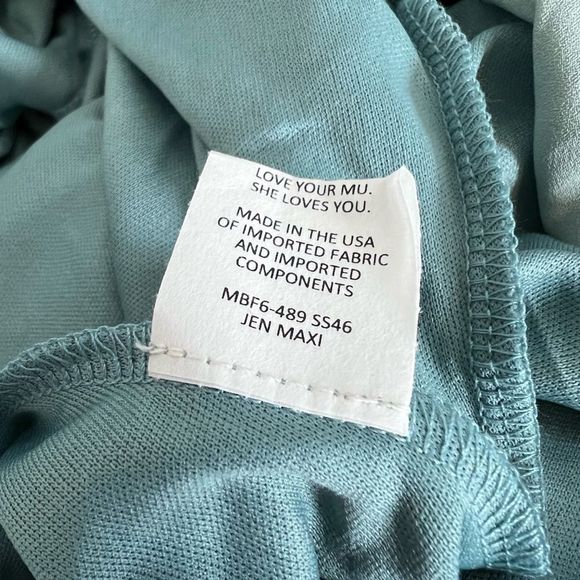 LOVE YOUR MU.
SHE LOVES YOU.
MADE IN THE USA
OF IMPORTED FABRIC
AND IMPORTED
COMPONENTS
MBF6-489 SS46
JEN MAXI